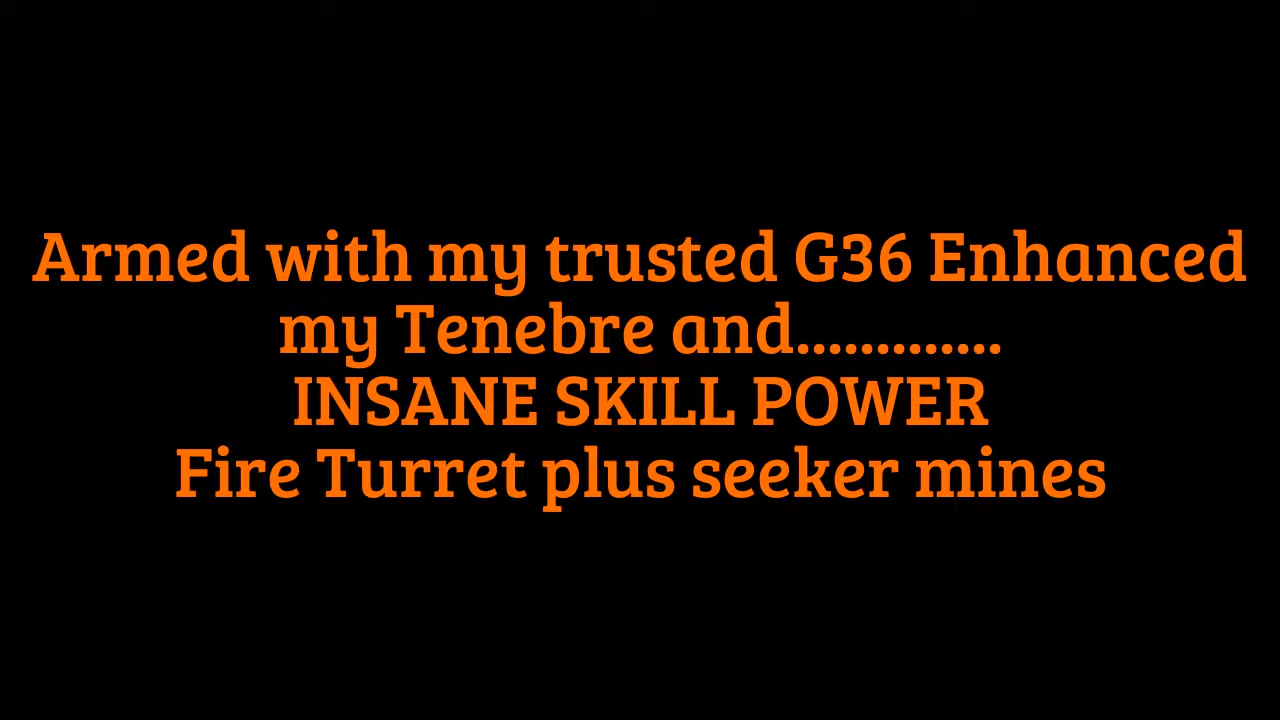 Armed with my trusted G36 Enhanced
my Tenebre and.............
INSANE SKILL POWER
Fire Turret plus seeker mines